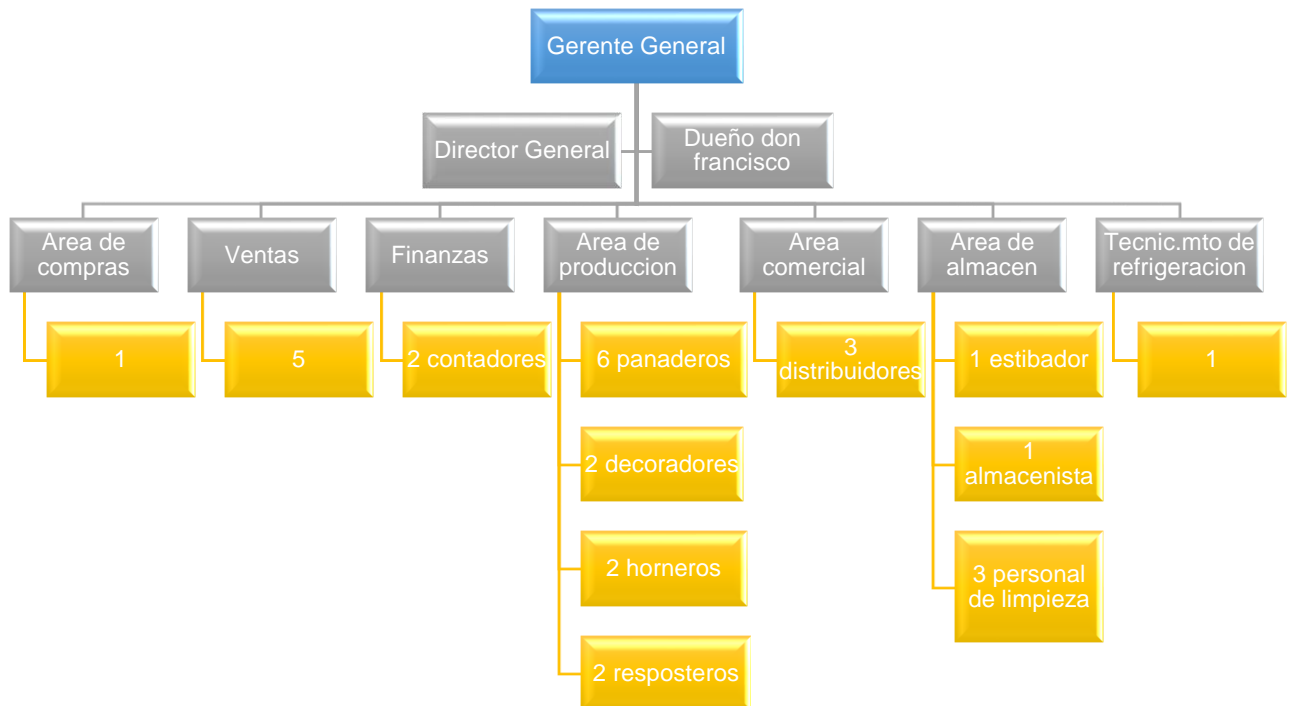 Gerente General
Director General
Dueño don
francisco
Area de
compras
Ventas
Finanzas
Area de
produccion
Area
comercial
Area de
almacen
Tecnic.mto de
refrigeracion
1
5
2 contadores
6 panaderos
3
distribuidores
1 estibador
1
2 decoradores
1
almacenista
2 horneros
3 personal
de limpieza
2 resposteros